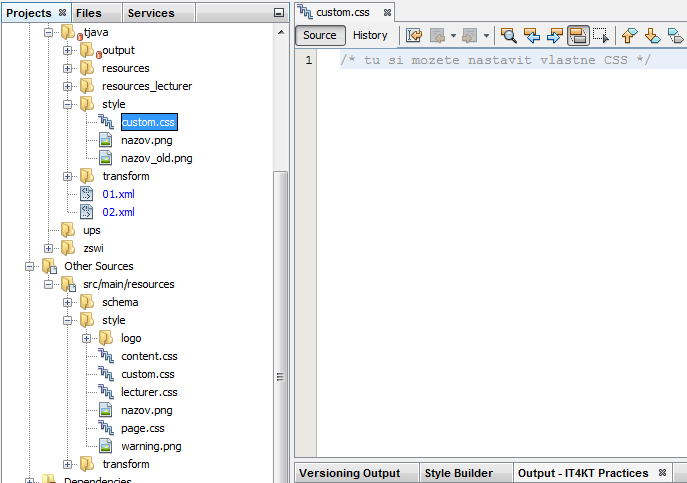 Projects
Files
Services
tjava
output
resources
resources_lecturer
style
custom.css
nazov.png
nazov_old.png
transform
01.xml
02.xml
ups
zswi
Other Sources
src/main/resources
schema
style
logo
content.css
custom.css
lecturer.css
nazov.png
page.css
warning.png
transform
Dependencies
custom.css
Source
History
1 /* tu si mozete nastavit vlastne CSS */
Versioning Output
Style Builder
Output - IT4KT Practices